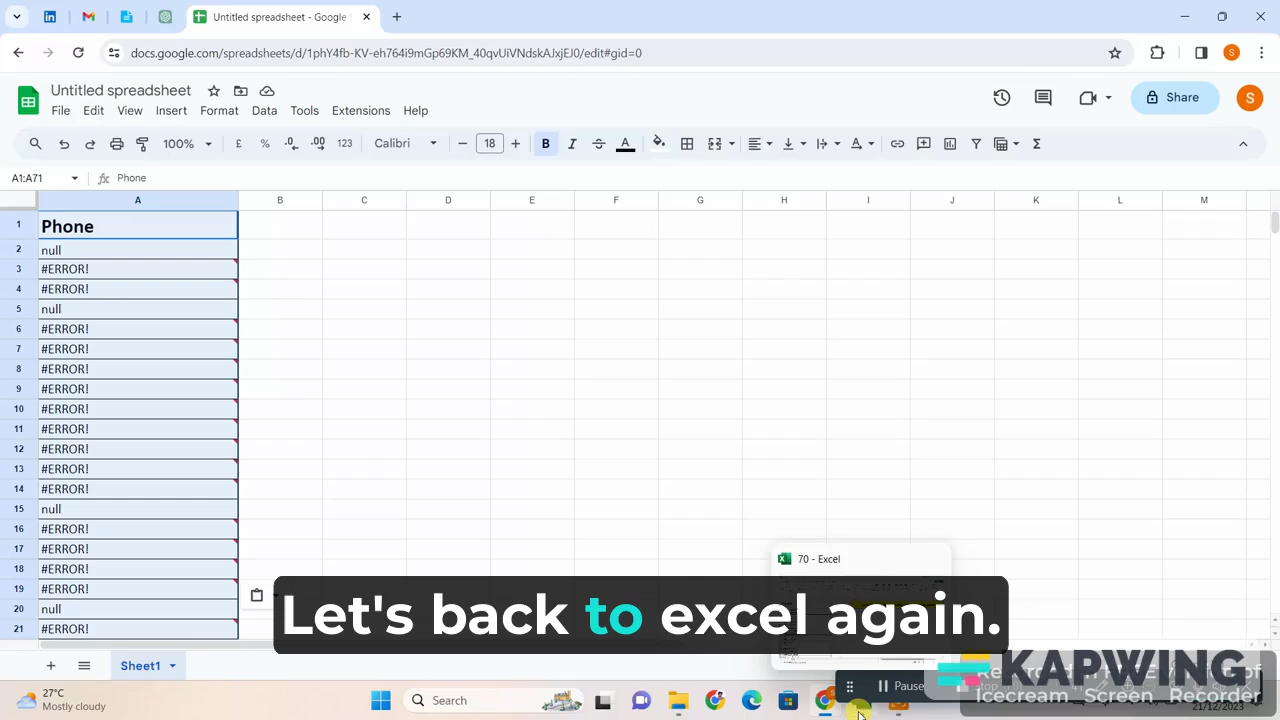 Untitled spreadsheet - Google S
docs.google.com/spreadsheets/d/1phY4fb-KV-eh764i9mGp69KM_40qvUiVNdskAJxjEJ0/edit#gid=0
S
Untitled spreadsheet
File Edit View Insert Format Data Tools Extensions Help
Share
S
100% £ % .0 .00 123 Calibri 18 B I S A
A1:A71 fx Phone
A B C D E F G H I J K L M
1 Phone
2 null
3 #ERROR!
4 #ERROR!
5 null
6 #ERROR!
7 #ERROR!
8 #ERROR!
9 #ERROR!
10 #ERROR!
11 #ERROR!
12 #ERROR!
13 #ERROR!
14 #ERROR!
15 null
16 #ERROR!
17 #ERROR!
18 #ERROR!
19 #ERROR!
20 null
21 #ERROR!
70 - Excel
Let's back to excel again.
Sheet1
KAPWING
Pause
Icecream Screen Recorder
27°C
Mostly cloudy
Search
21/12/2023